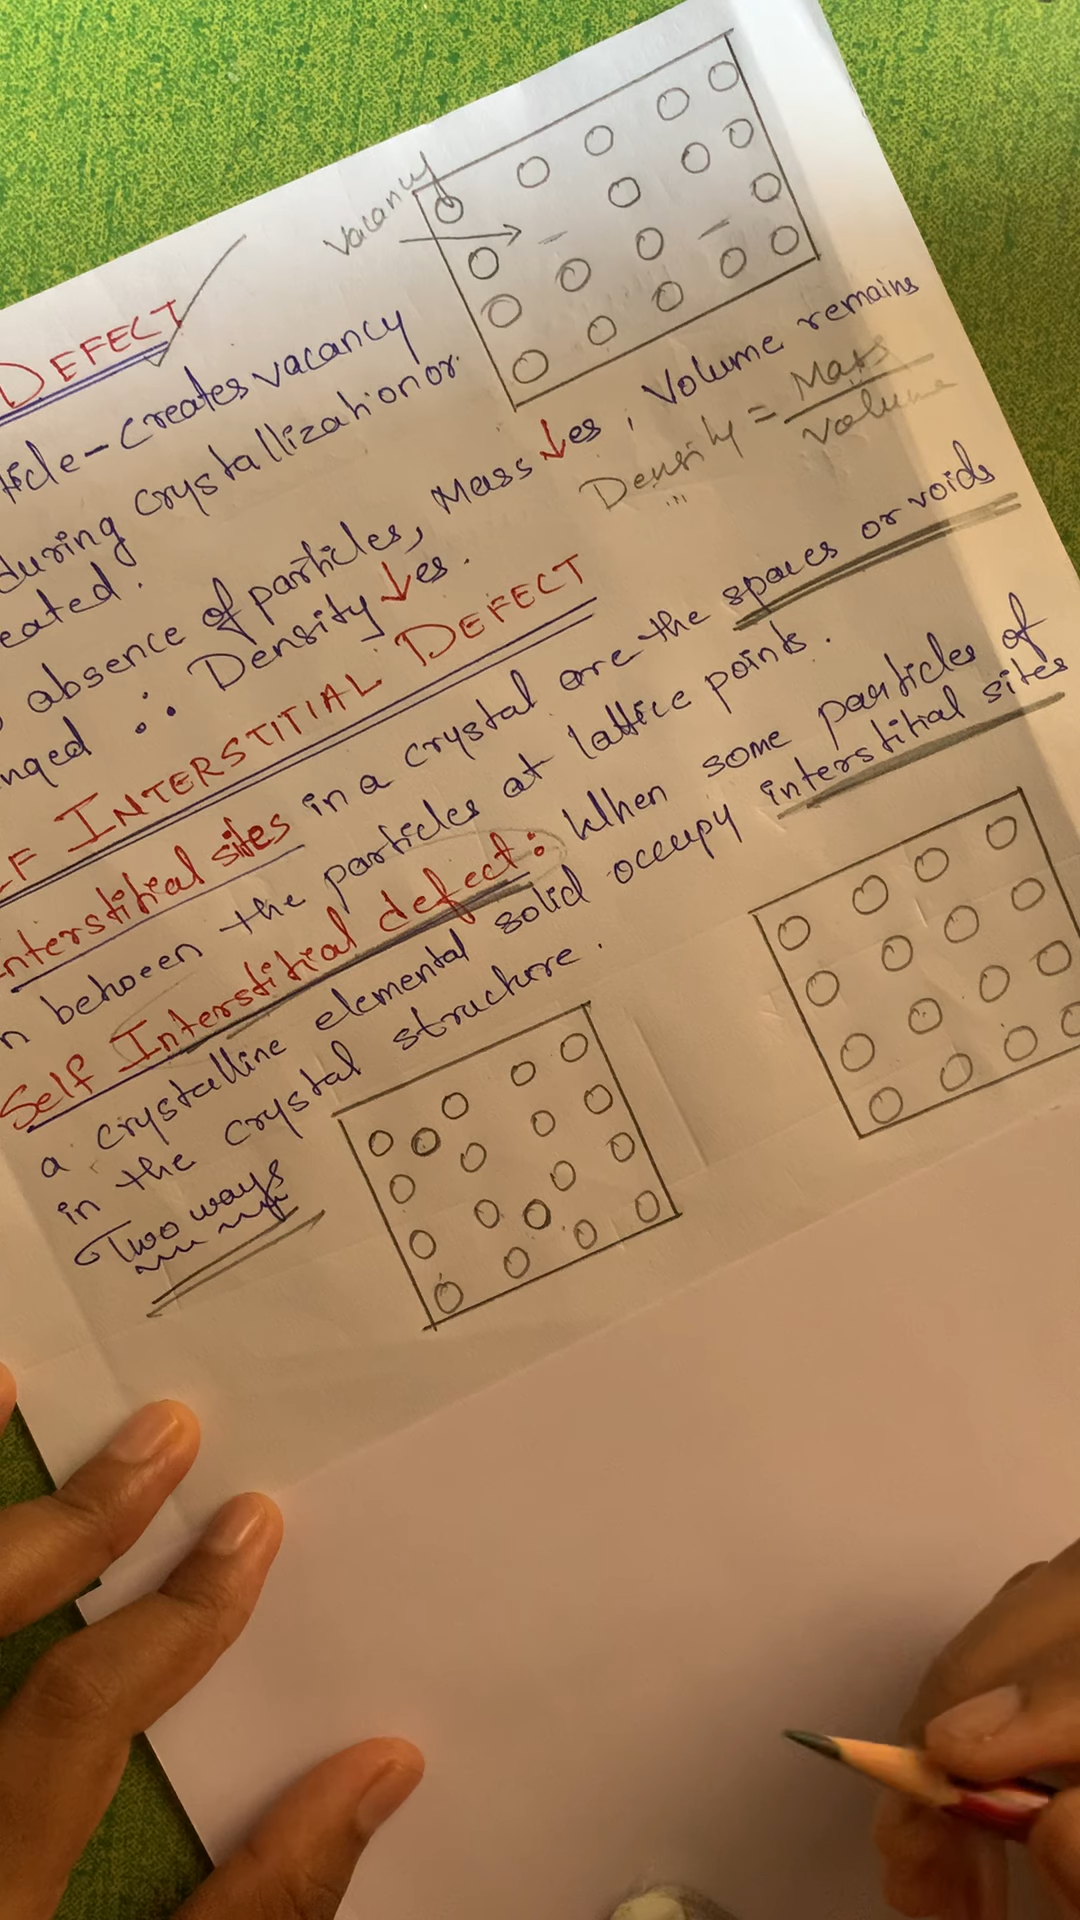 Vacancy
DEFECT
ticle-Creates vacancy
during crystallization or
eated.
absence of particles, Mass ↓es, Volume remains
nged ∴ Density ↓es.
Density = Mass
Volume
LF INTERSTITIAL DEFECT
nterstitial sites in a crystal are the spaces or voids
n between the particles at lattice points.
Self Interstitial defect: When some particles of
a crystalline elemental solid occupy interstitial sites
in the crystal structure.
Two ways